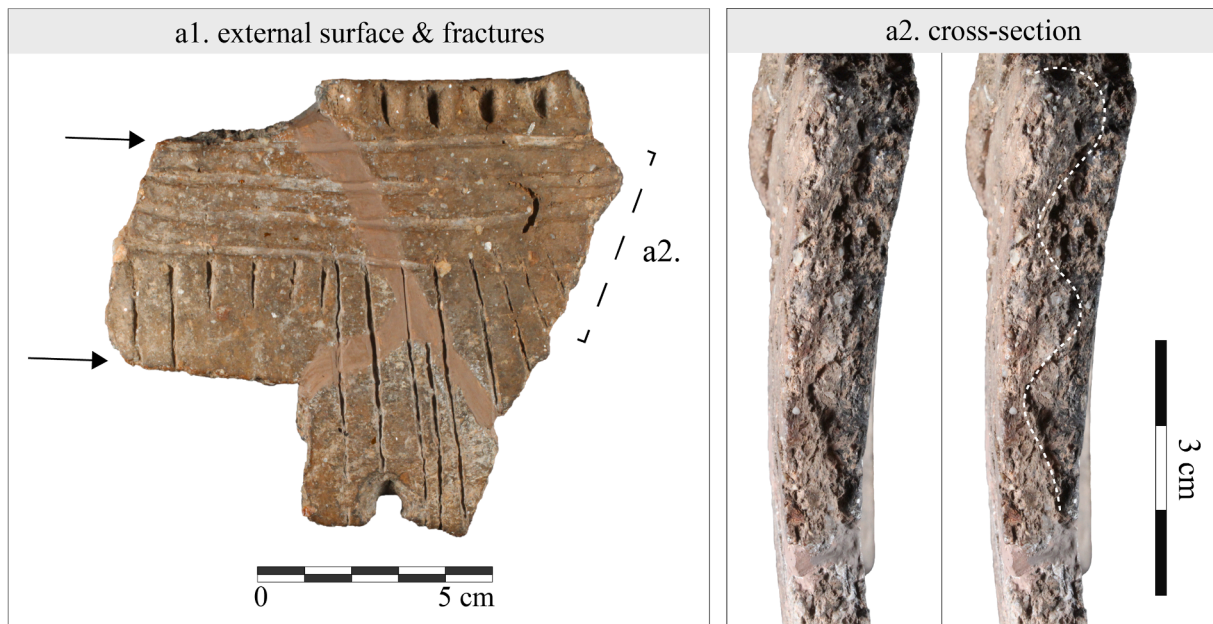 a1. external surface & fractures
a2. cross-section
a2.
0
5 cm
3 cm